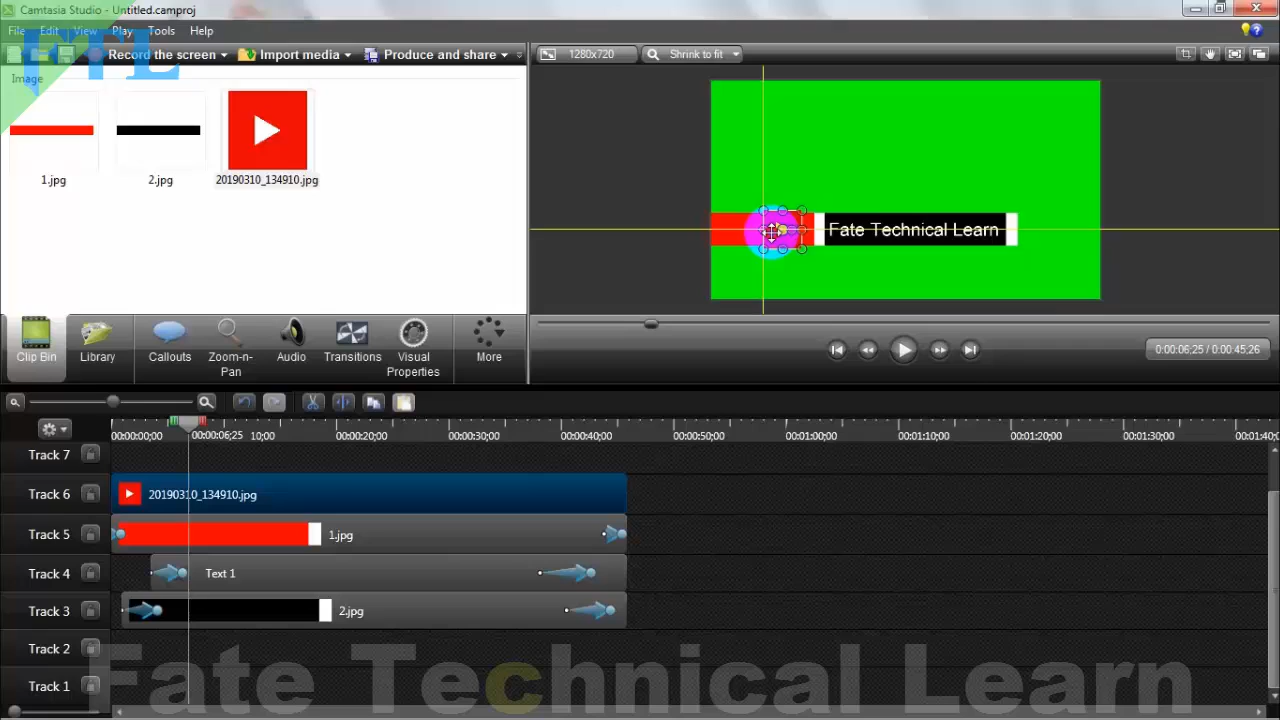 Camtasia Studio - Untitled.camproj
File Edit View Play Tools Help
FTL
Record the screen Import media Produce and share
1280x720 Shrink to fit
Image
1.jpg 2.jpg 20190310_134910.jpg
Fate Technical Learn
Clip Bin Library Callouts Zoom-n-Pan Audio Transitions Visual Properties More
0:00:06;25 / 0:00:45;26
00:00:00;00 00:00:06;25 10;00 00:00:20;00 00:00:30;00 00:00:40;00 00:00:50;00 00:01:00;00 00:01:10;00 00:01:20;00 00:01:30;00 00:01:40;0
Track 7
Track 6 20190310_134910.jpg
Track 5 1.jpg
Track 4 Text 1
Track 3 2.jpg
Track 2
Track 1
Fate Technical Learn